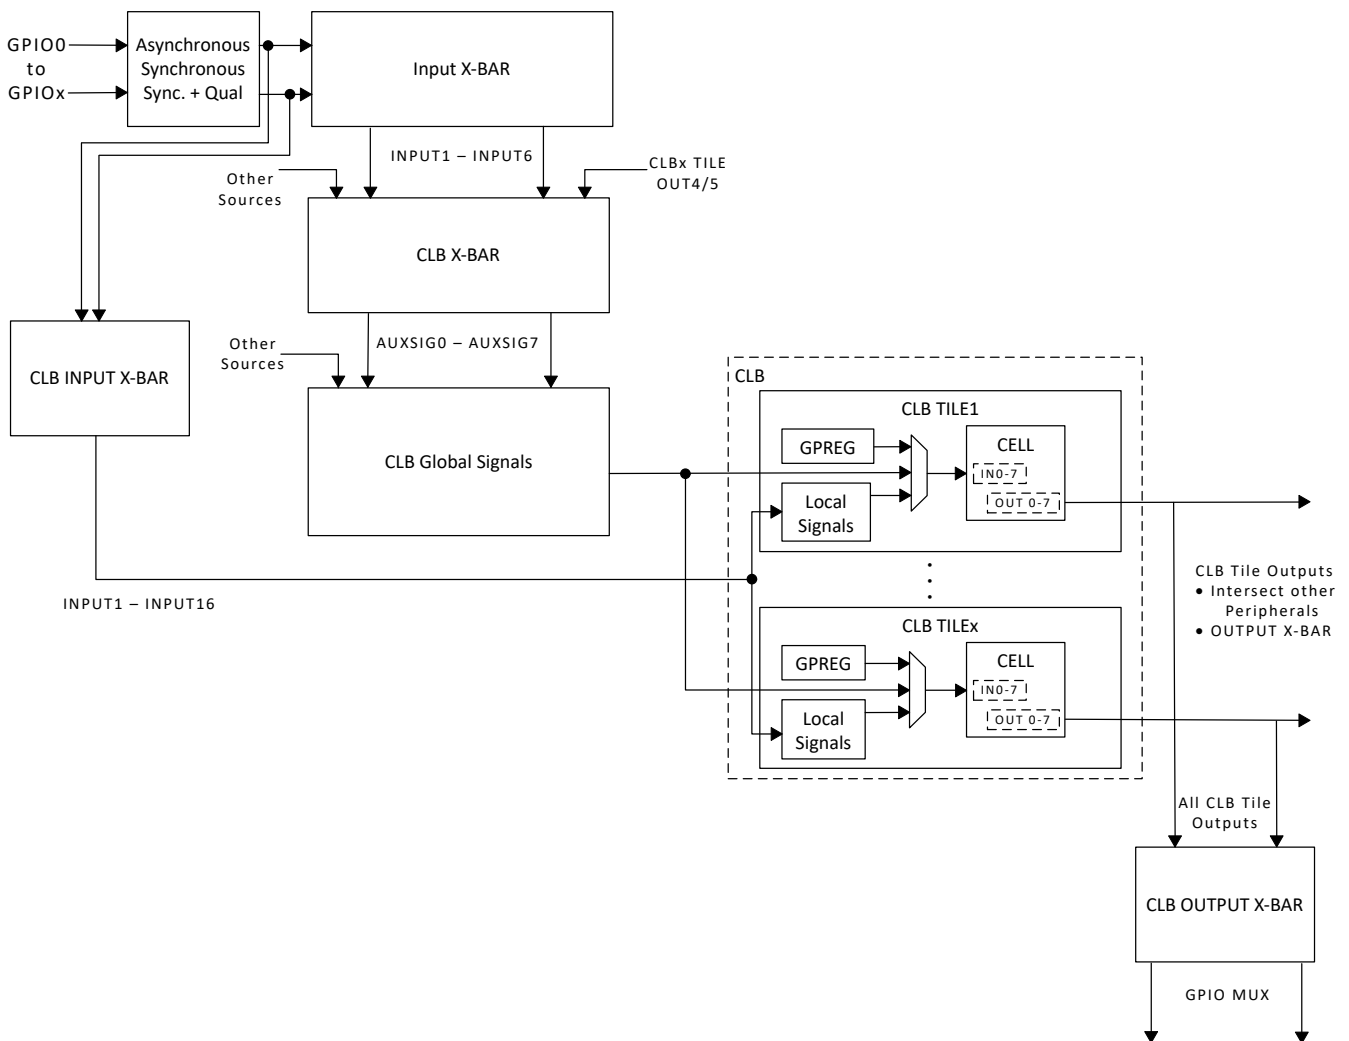 GPIO0
to
GPIOx
Asynchronous
Synchronous
Sync. + Qual
Input X-BAR
INPUT1 – INPUT6
Other
Sources
CLBx TILE
OUT4/5
CLB X-BAR
AUXSIG0 – AUXSIG7
Other
Sources
CLB INPUT X-BAR
CLB Global Signals
INPUT1 – INPUT16
CLB
CLB TILE1
GPREG
Local
Signals
CELL
IN0-7
OUT 0-7
CLB TILEx
GPREG
Local
Signals
CELL
IN0-7
OUT 0-7
CLB Tile Outputs
• Intersect other
Peripherals
• OUTPUT X-BAR
All CLB Tile
Outputs
CLB OUTPUT X-BAR
GPIO MUX